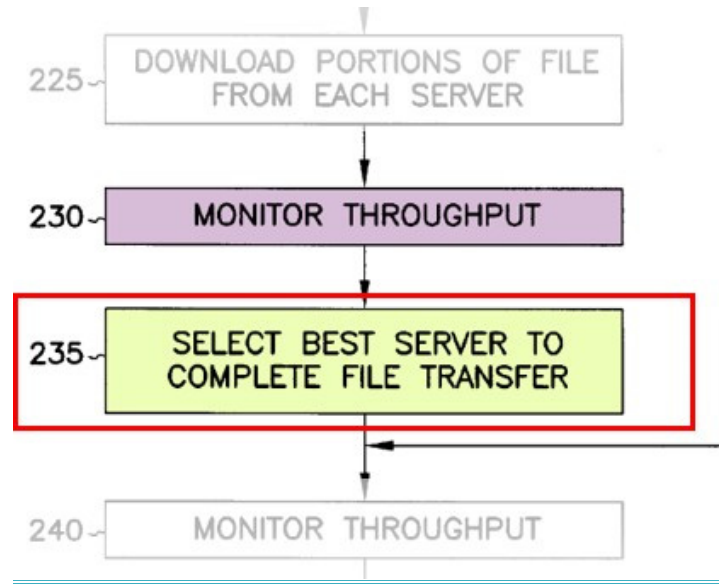 225
DOWNLOAD PORTIONS OF FILE
FROM EACH SERVER
230
MONITOR THROUGHPUT
235
SELECT BEST SERVER TO
COMPLETE FILE TRANSFER
240
MONITOR THROUGHPUT